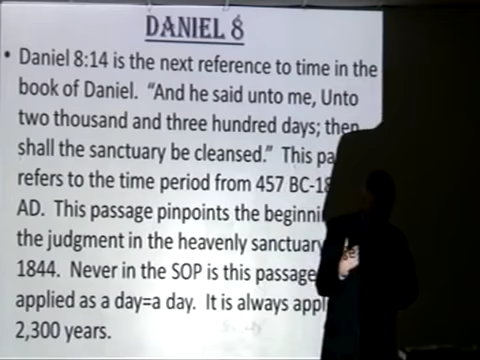 DANIEL 8
• Daniel 8:14 is the next reference to time in the
book of Daniel. "And he said unto me, Unto
two thousand and three hundred days; then
shall the sanctuary be cleansed." This pa
refers to the time period from 457 BC-18
AD. This passage pinpoints the beginni
the judgment in the heavenly sanctuary
1844. Never in the SOP is this passage
applied as a day=a day. It is always appl
2,300 years.